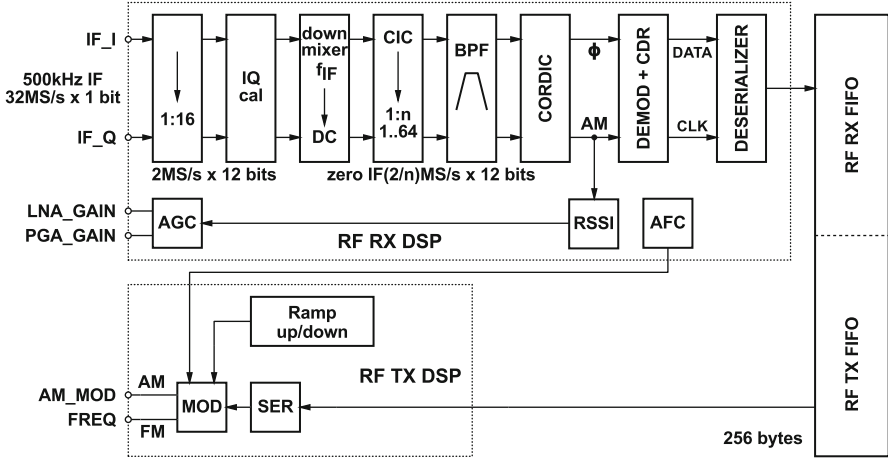 IF_I
500kHz IF
32MS/s x 1 bit
IF_Q
1:16
IQ
cal
down
mixer
fIF
DC
CIC
1:n
1..64
BPF
CORDIC
ϕ
AM
DEMOD + CDR
DATA
CLK
DESERIALIZER
RF RX FIFO
2MS/s x 12 bits
zero IF(2/n)MS/s x 12 bits
LNA_GAIN
PGA_GAIN
AGC
RF RX DSP
RSSI
AFC
Ramp
up/down
RF TX DSP
AM_MOD
FREQ
AM
FM
MOD
SER
256 bytes
RF TX FIFO